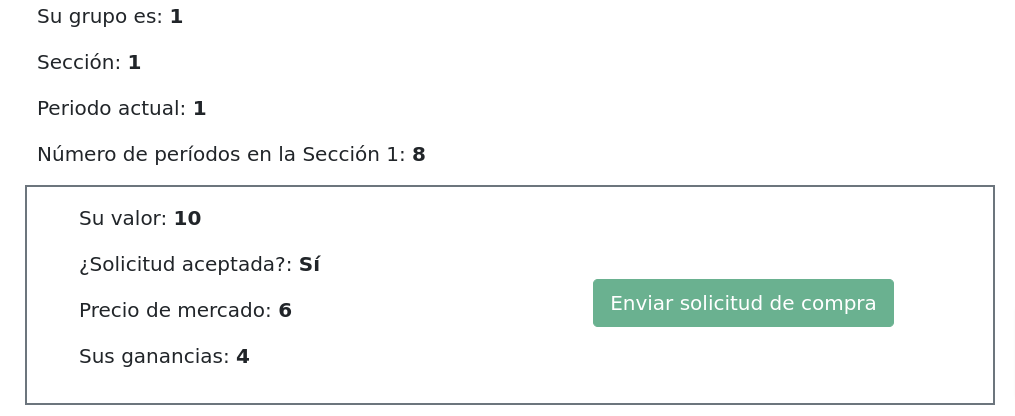 Su grupo es: 1
Sección: 1
Periodo actual: 1
Número de períodos en la Sección 1: 8
Su valor: 10
¿Solicitud aceptada?: Sí
Precio de mercado: 6
Enviar solicitud de compra
Sus ganancias: 4